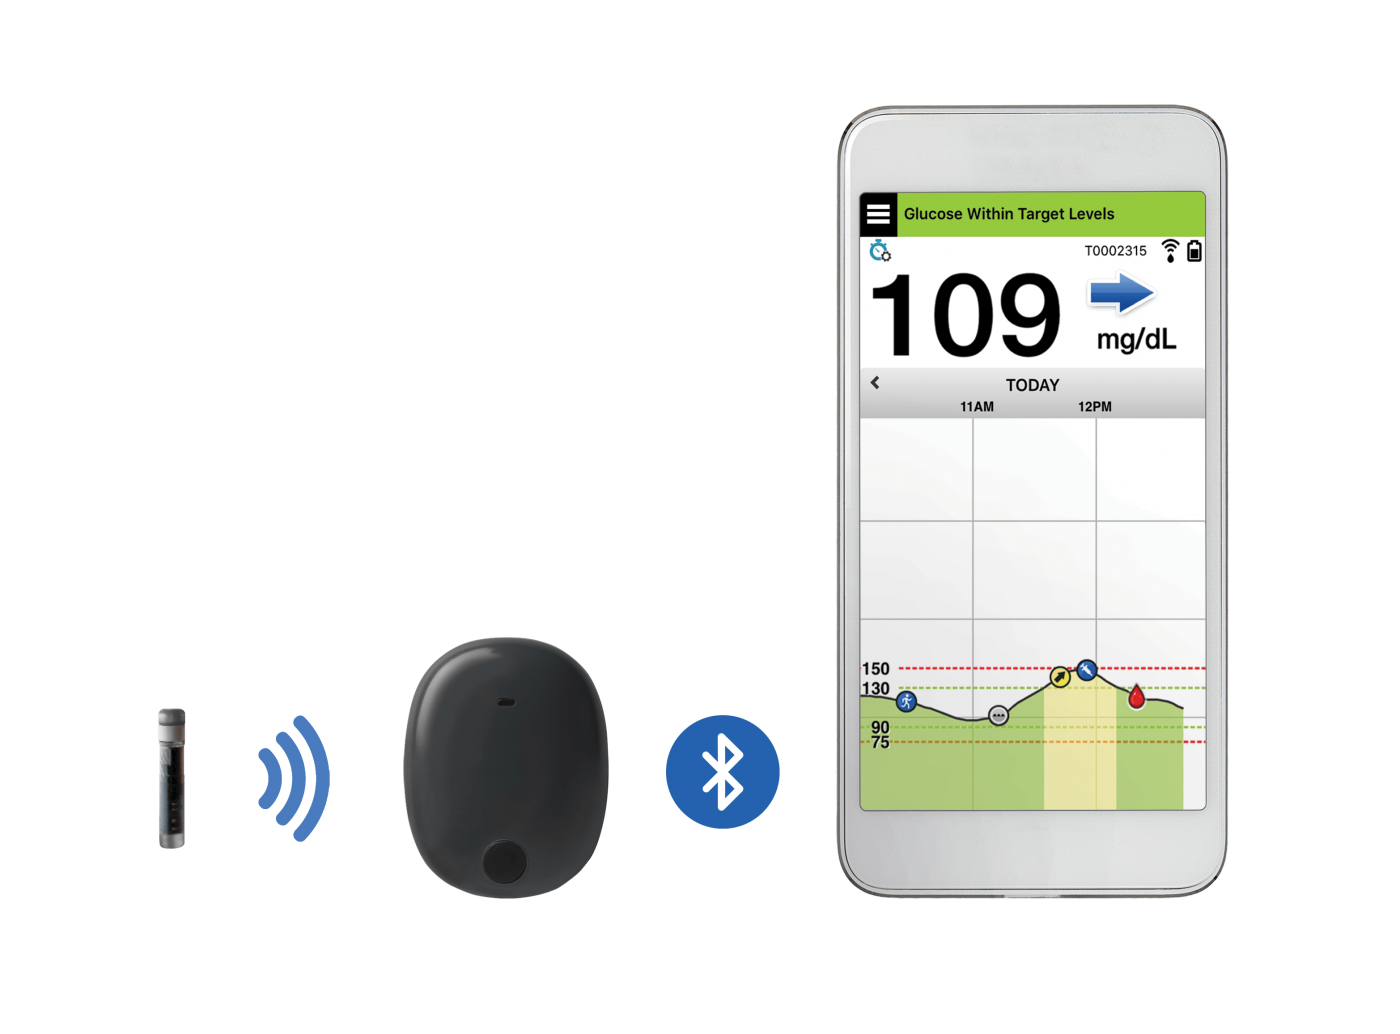 Glucose Within Target Levels
T0002315
109
mg/dL
TODAY
11AM 12PM
150
130
90
75